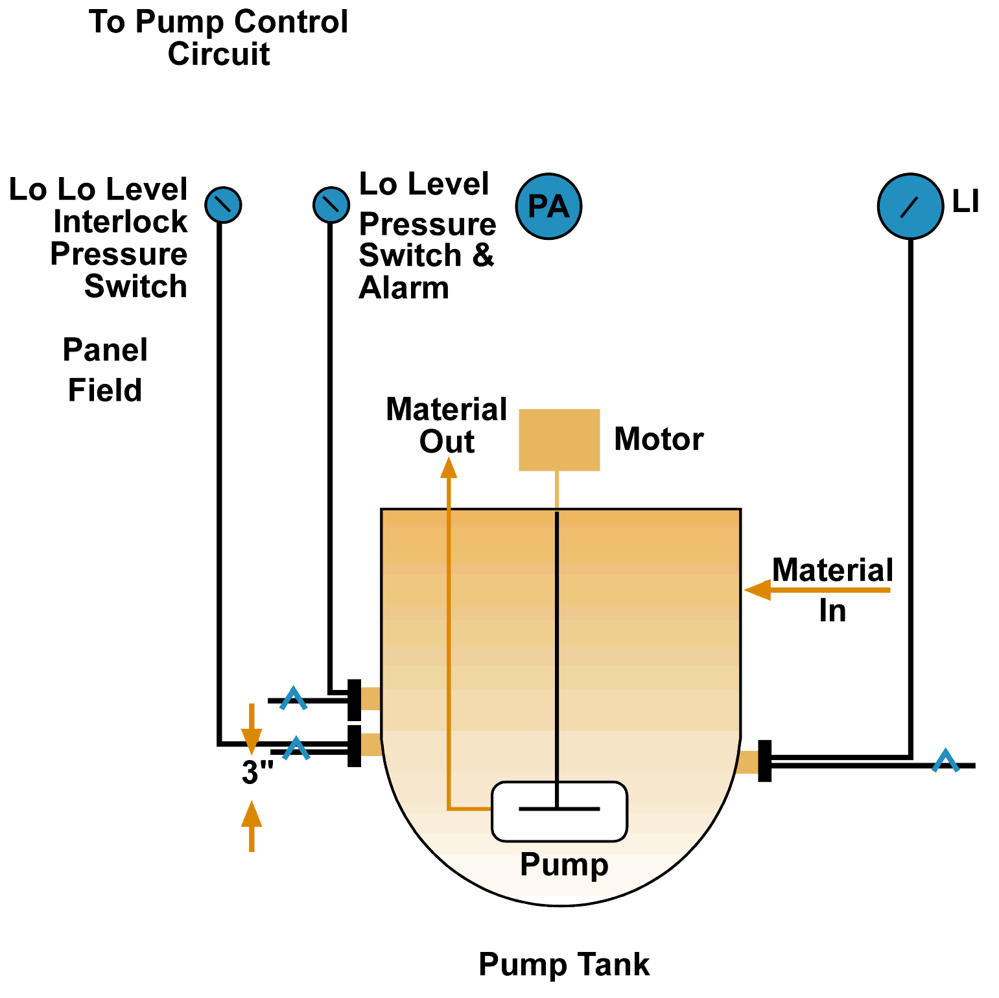 To Pump Control
Circuit
Lo Lo Level
Interlock
Pressure
Switch
Lo Level
Pressure
Switch &
Alarm
PA
LI
Panel
Field
Material
Out
Motor
Material
In
3"
Pump
Pump Tank